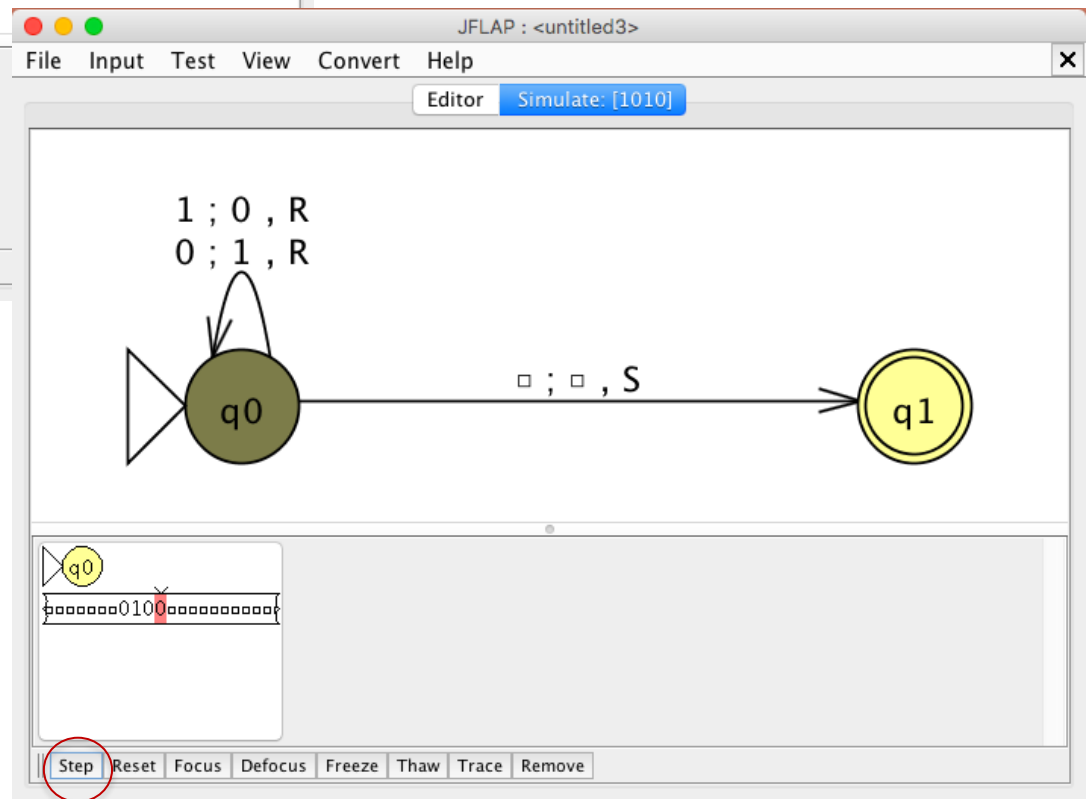 JFLAP : <untitled3>
File Input Test View Convert Help
Editor Simulate: [1010]
1 ; 0 , R
0 ; 1 , R
□ ; □ , S
q0
q1
q0
□□□□□□□0100□□□□□□□□□□□
Step Reset Focus Defocus Freeze Thaw Trace Remove